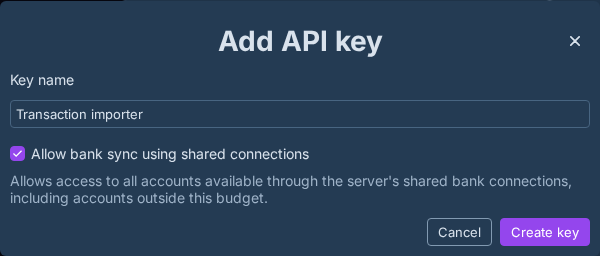 Add API key
Key name
Transaction importer
Allow bank sync using shared connections
Allows access to all accounts available through the server's shared bank connections,
including accounts outside this budget.
Cancel
Create key